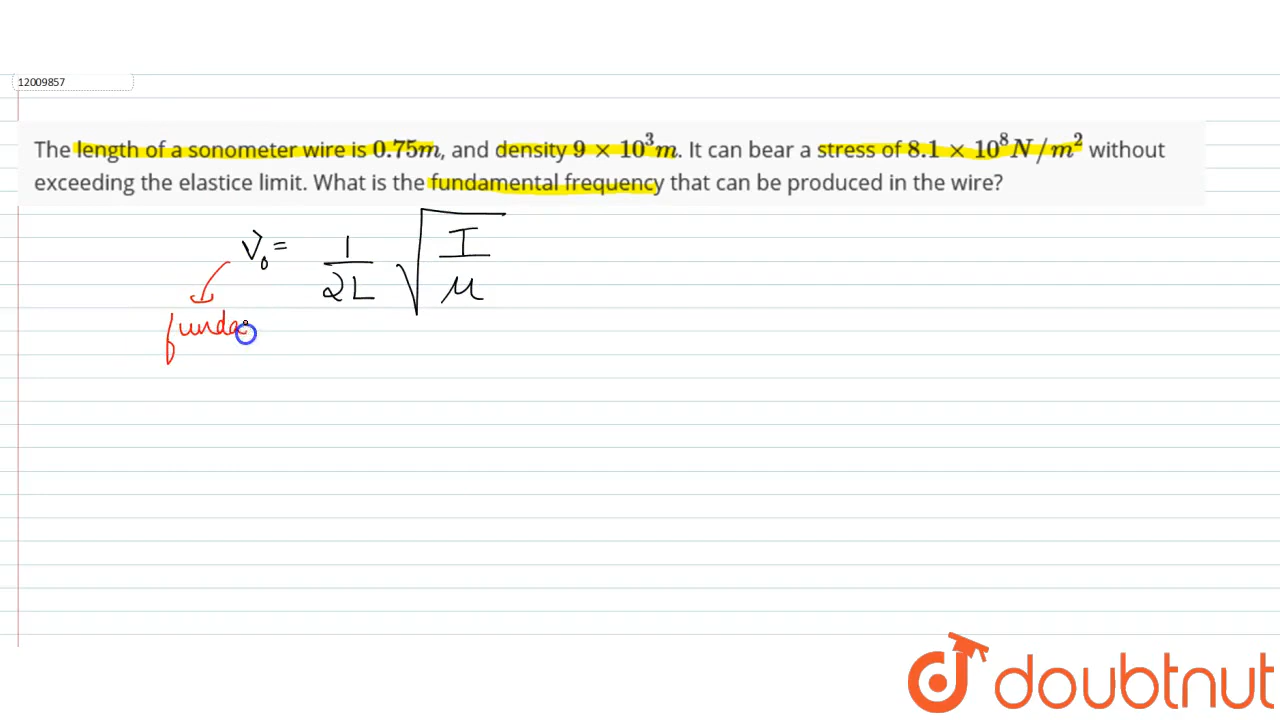 12009857
The length of a sonometer wire is 0.75m, and density 9 × 10³m. It can bear a stress of 8.1 × 10⁸N/m² without
exceeding the elastice limit. What is the fundamental frequency that can be produced in the wire?
ν₀ = 1/2L √T/μ
funda
doubtnut